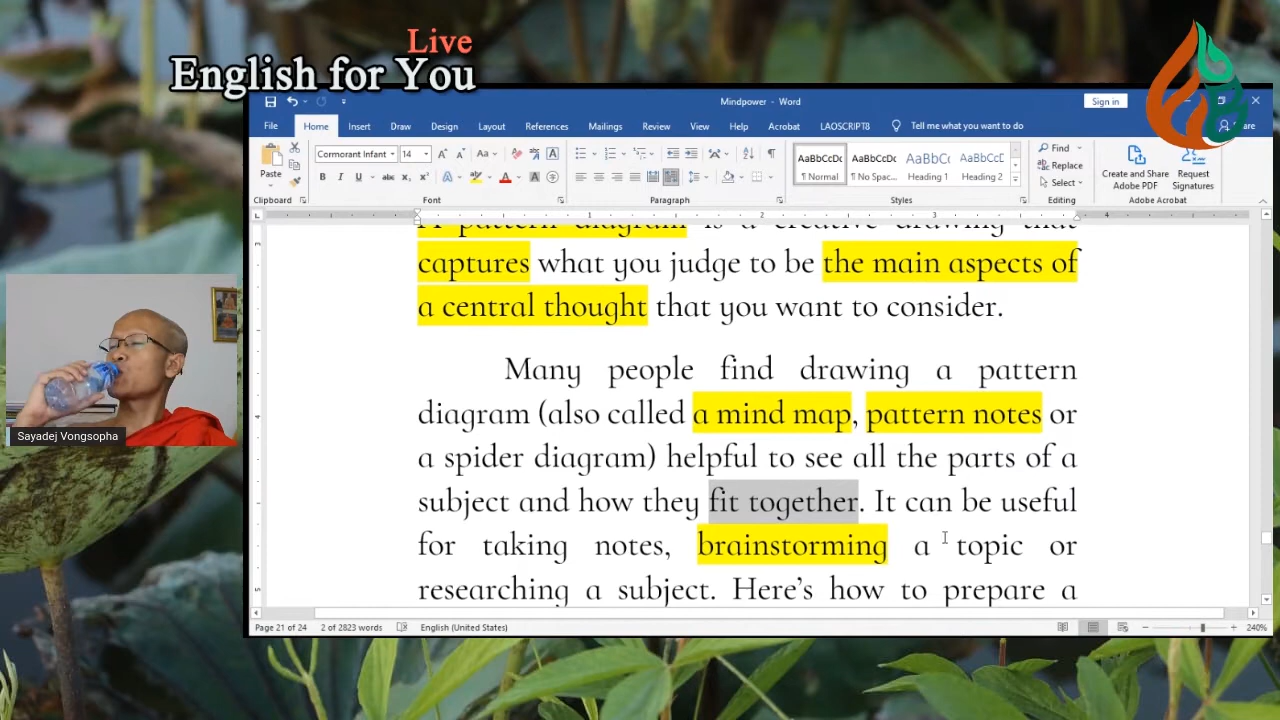 Live
English for You
Mindpower - Word
Sign in
File Home Insert Draw Design Layout References Mailings Review View Help Acrobat LAOSCRIPT8 Tell me what you want to do
Paste
Cormorant Infant 14
Clipboard
Font
Paragraph
AaBbCcDc AaBbCcDc AaBbCc AaBbCcD
¶ Normal ¶ No Spac... Heading 1 Heading 2
Styles
Find
Replace
Select
Editing
Create and Share Adobe PDF
Request Signatures
Adobe Acrobat
A pattern diagram is a creative drawing that
captures what you judge to be the main aspects of
a central thought that you want to consider.
Many people find drawing a pattern
diagram (also called a mind map, pattern notes or
a spider diagram) helpful to see all the parts of a
subject and how they fit together. It can be useful
for taking notes, brainstorming a topic or
researching a subject. Here's how to prepare a
Sayadej Vongsopha
Page 21 of 24 2 of 2823 words English (United States) 240%